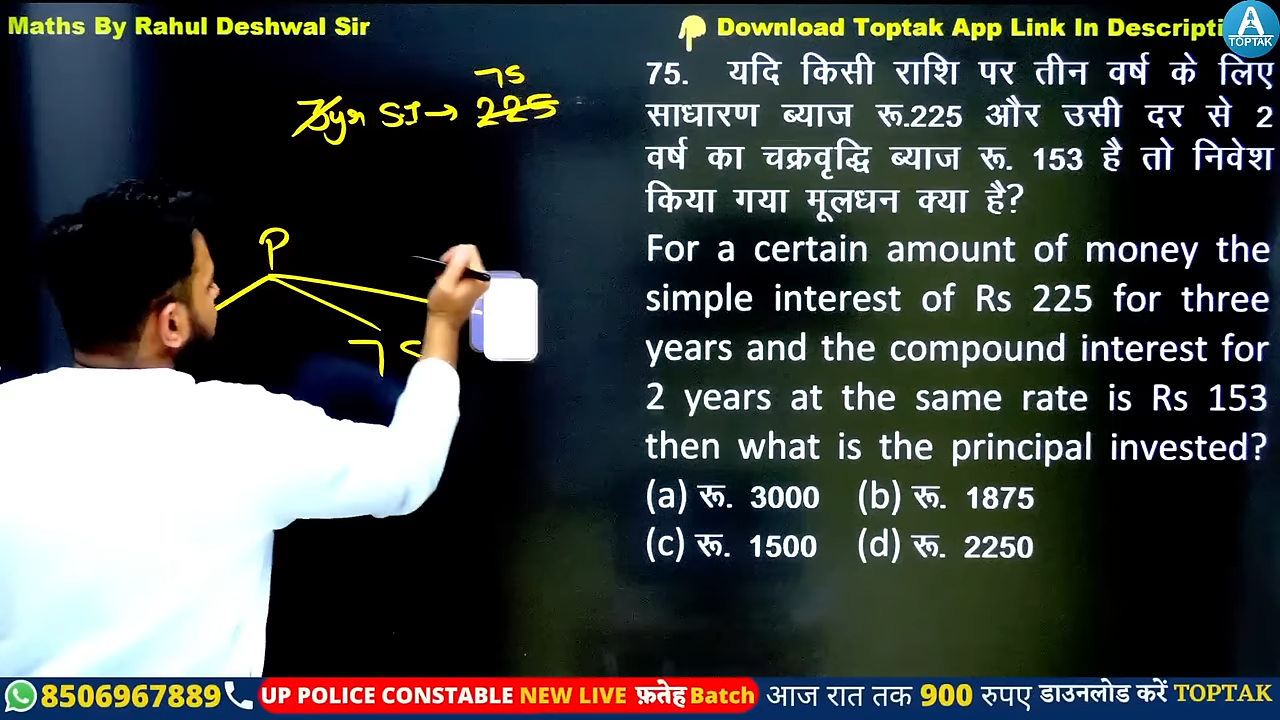 Maths By Rahul Deshwal Sir
Download Toptak App Link In Descripti
TOPTAK
75
3yr SI → 225
P
75
75. यदि किसी राशि पर तीन वर्ष के लिए
साधारण ब्याज रू.225 और उसी दर से 2
वर्ष का चक्रवृद्धि ब्याज रू. 153 है तो निवेश
किया गया मूलधन क्या है?
For a certain amount of money the
simple interest of Rs 225 for three
years and the compound interest for
2 years at the same rate is Rs 153
then what is the principal invested?
(a) रू. 3000 (b) रू. 1875
(c) रू. 1500 (d) रू. 2250
8506967889 UP POLICE CONSTABLE NEW LIVE फ़तेह Batch आज रात तक 900 रुपए डाउनलोड करें TOPTAK